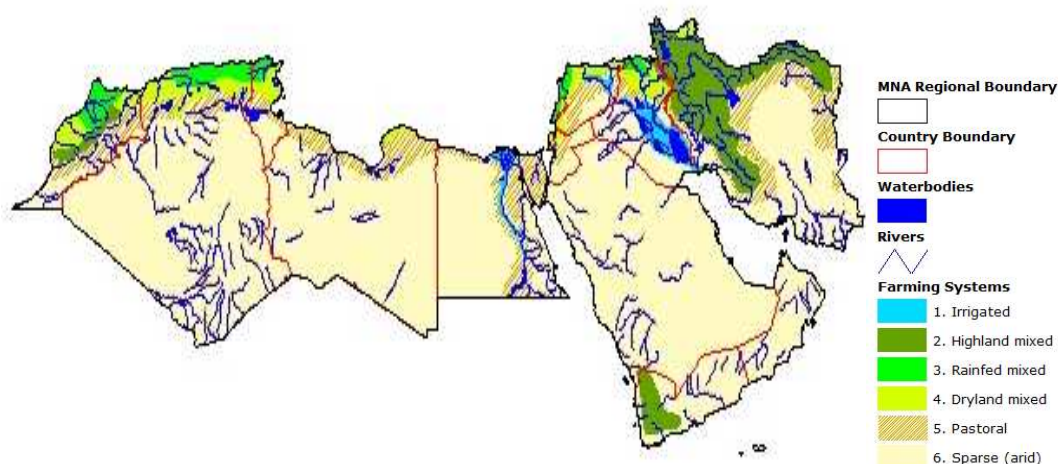 MNA Regional Boundary
Country Boundary
Waterbodies
Rivers
Farming Systems
1. Irrigated
2. Highland mixed
3. Rainfed mixed
4. Dryland mixed
5. Pastoral
6. Sparse (arid)